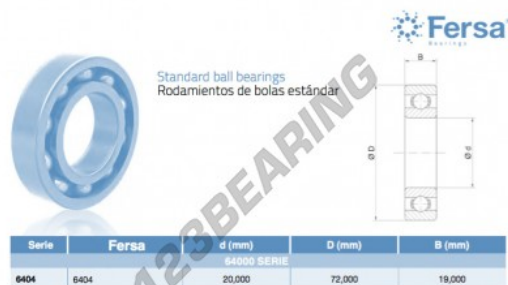 Fersa
Bearings
Standard ball bearings
Rodamientos de bolas estándar
B
Ø D
Ø d
123BEARING
Serie Fersa d (mm) D (mm) B (mm)
64000 SERIE
6404 6404 20,000 72,000 19,000